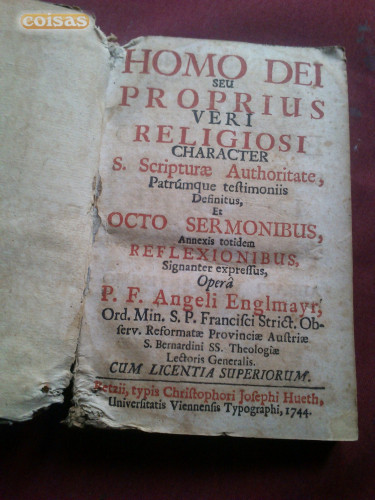 coisas
HOMO DEI
SEU
PROPRIUS
VERI
RELIGIOSI
CHARACTER
S. Scripturæ Authoritate,
Patrúmque testimoniis
Definitus,
Et
OCTO SERMONIBUS,
Annexis totidem
REFLEXIONIBUS,
Signanter expressus,
Operâ
P. F. Angeli Englmayr,
Ord. Min. S. P. Francisci Strict. Ob-
serv. Reformatæ Provinciæ Austriæ
S. Bernardini SS. Theologiæ
Lectoris Generalis.
CUM LICENTIA SUPERIORUM.
Retzii, typis Christophori Josephi Hueth,
Universitatis Viennensis Typographi, 1744.